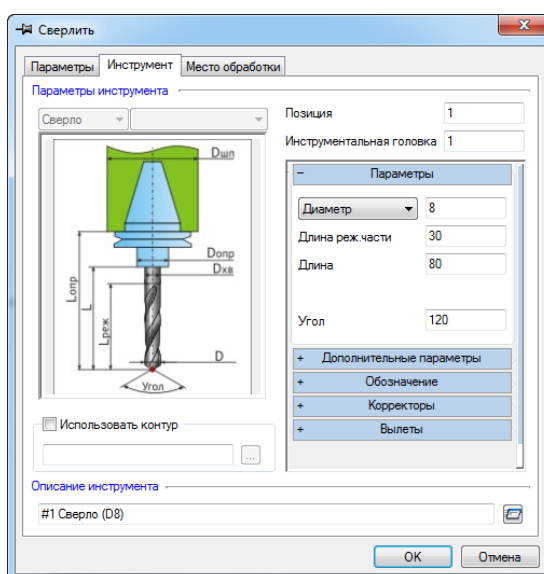 Сверлить
Параметры Инструмент Место обработки
Параметры инструмента
Сверло
Позиция 1
Инструментальная головка 1
Dшп
Dопр
Dхв
Lопр
L
Lреж
D
Угол
− Параметры
Диаметр 8
Длина реж.части 30
Длина 80
Угол 120
+ Дополнительные параметры
+ Обозначение
+ Корректоры
+ Вылеты
Использовать контур
...
Описание инструмента
#1 Сверло (D8)
OK Отмена